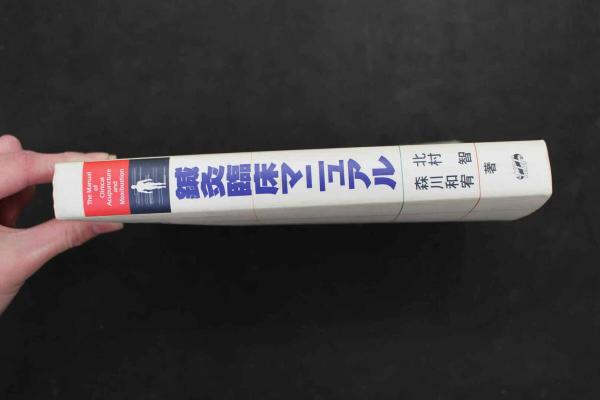 The Manual
of
Clinical
Acupuncture
and
Moxibustion
鍼灸臨床マニュアル
北村 智
森川和宥
著